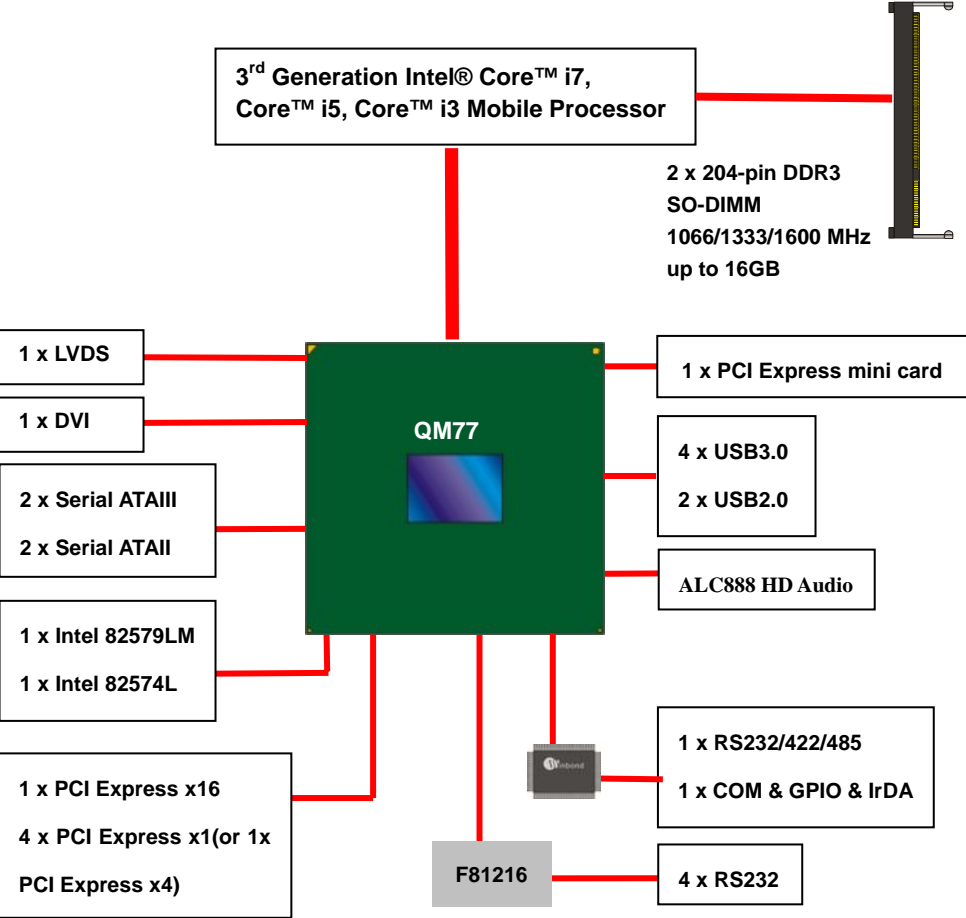 3rd Generation Intel® Core™ i7,
Core™ i5, Core™ i3 Mobile Processor
2 x 204-pin DDR3
SO-DIMM
1066/1333/1600 MHz
up to 16GB
1 x LVDS
1 x DVI
2 x Serial ATAIII
2 x Serial ATAII
1 x Intel 82579LM
1 x Intel 82574L
1 x PCI Express x16
4 x PCI Express x1(or 1x
PCI Express x4)
QM77
1 x PCI Express mini card
4 x USB3.0
2 x USB2.0
ALC888 HD Audio
Winbond
1 x RS232/422/485
1 x COM & GPIO & IrDA
F81216
4 x RS232